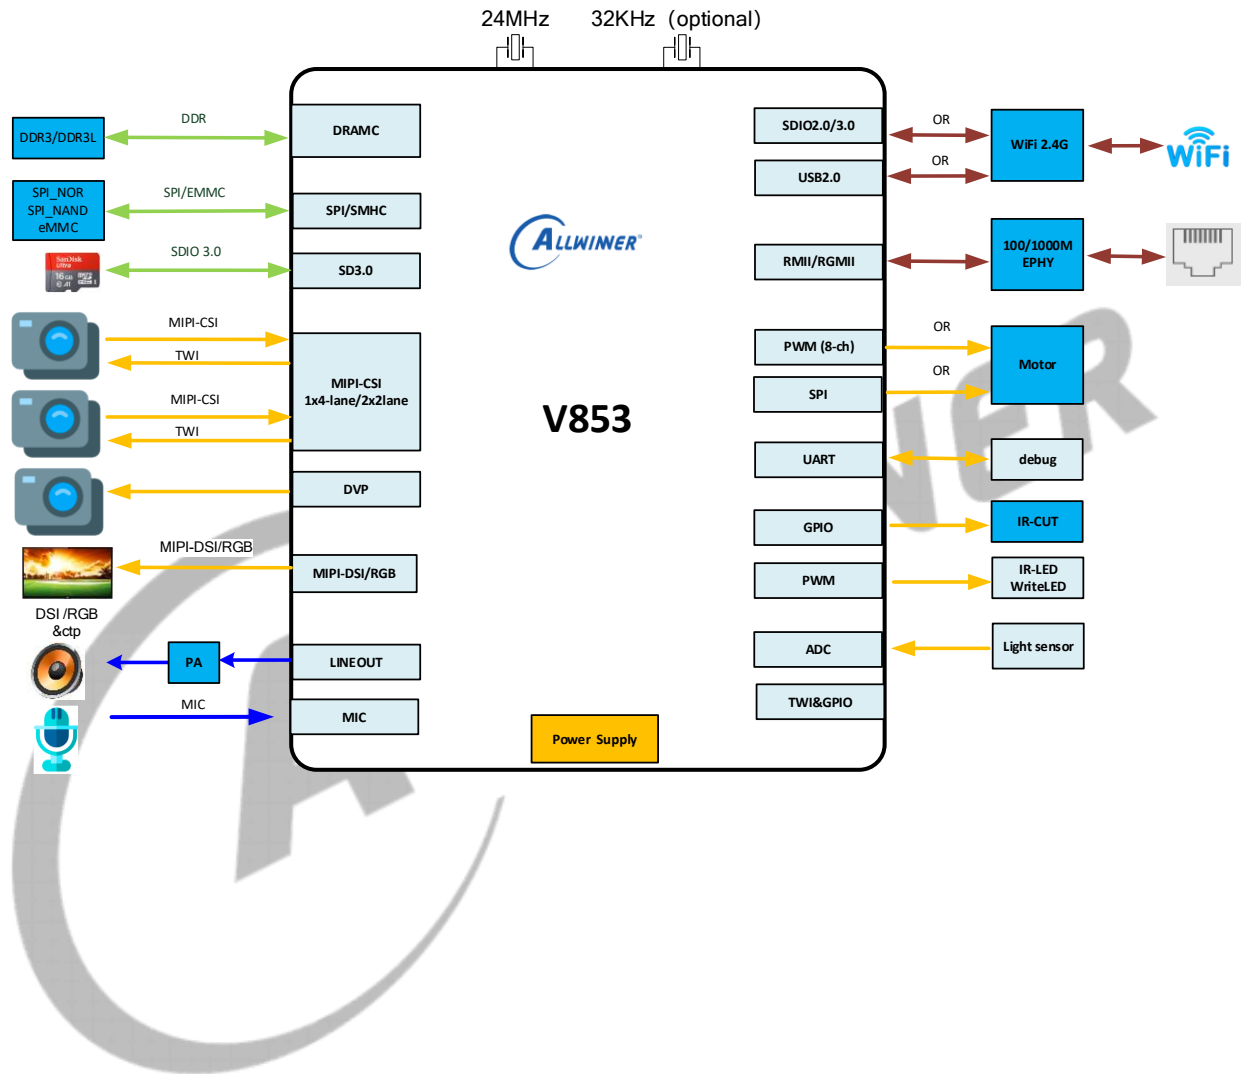 24MHz
32KHz (optional)
DDR3/DDR3L
DDR
DRAMC
SPI_NOR
SPI_NAND
eMMC
SPI/EMMC
SPI/SMHC
SanDisk
Ultra
16GB
A1
SDIO 3.0
SD3.0
MIPI-CSI
TWI
MIPI-CSI
TWI
MIPI-CSI
1x4-lane/2x2lane
DVP
MIPI-DSI/RGB
MIPI-DSI/RGB
DSI /RGB
&ctp
PA
LINEOUT
MIC
MIC
ALLWINNER
V853
Power Supply
SDIO2.0/3.0
OR
USB2.0
OR
WiFi 2.4G
WiFi
RMII/RGMII
100/1000M
EPHY
PWM (8-ch)
OR
SPI
OR
Motor
UART
debug
GPIO
IR-CUT
PWM
IR-LED
WriteLED
ADC
Light sensor
TWI&GPIO